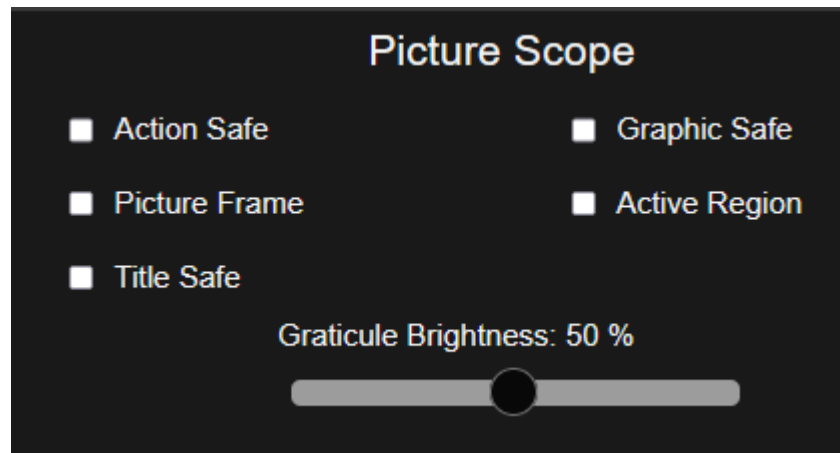 Picture Scope
Action Safe
Graphic Safe
Picture Frame
Active Region
Title Safe
Graticule Brightness: 50 %